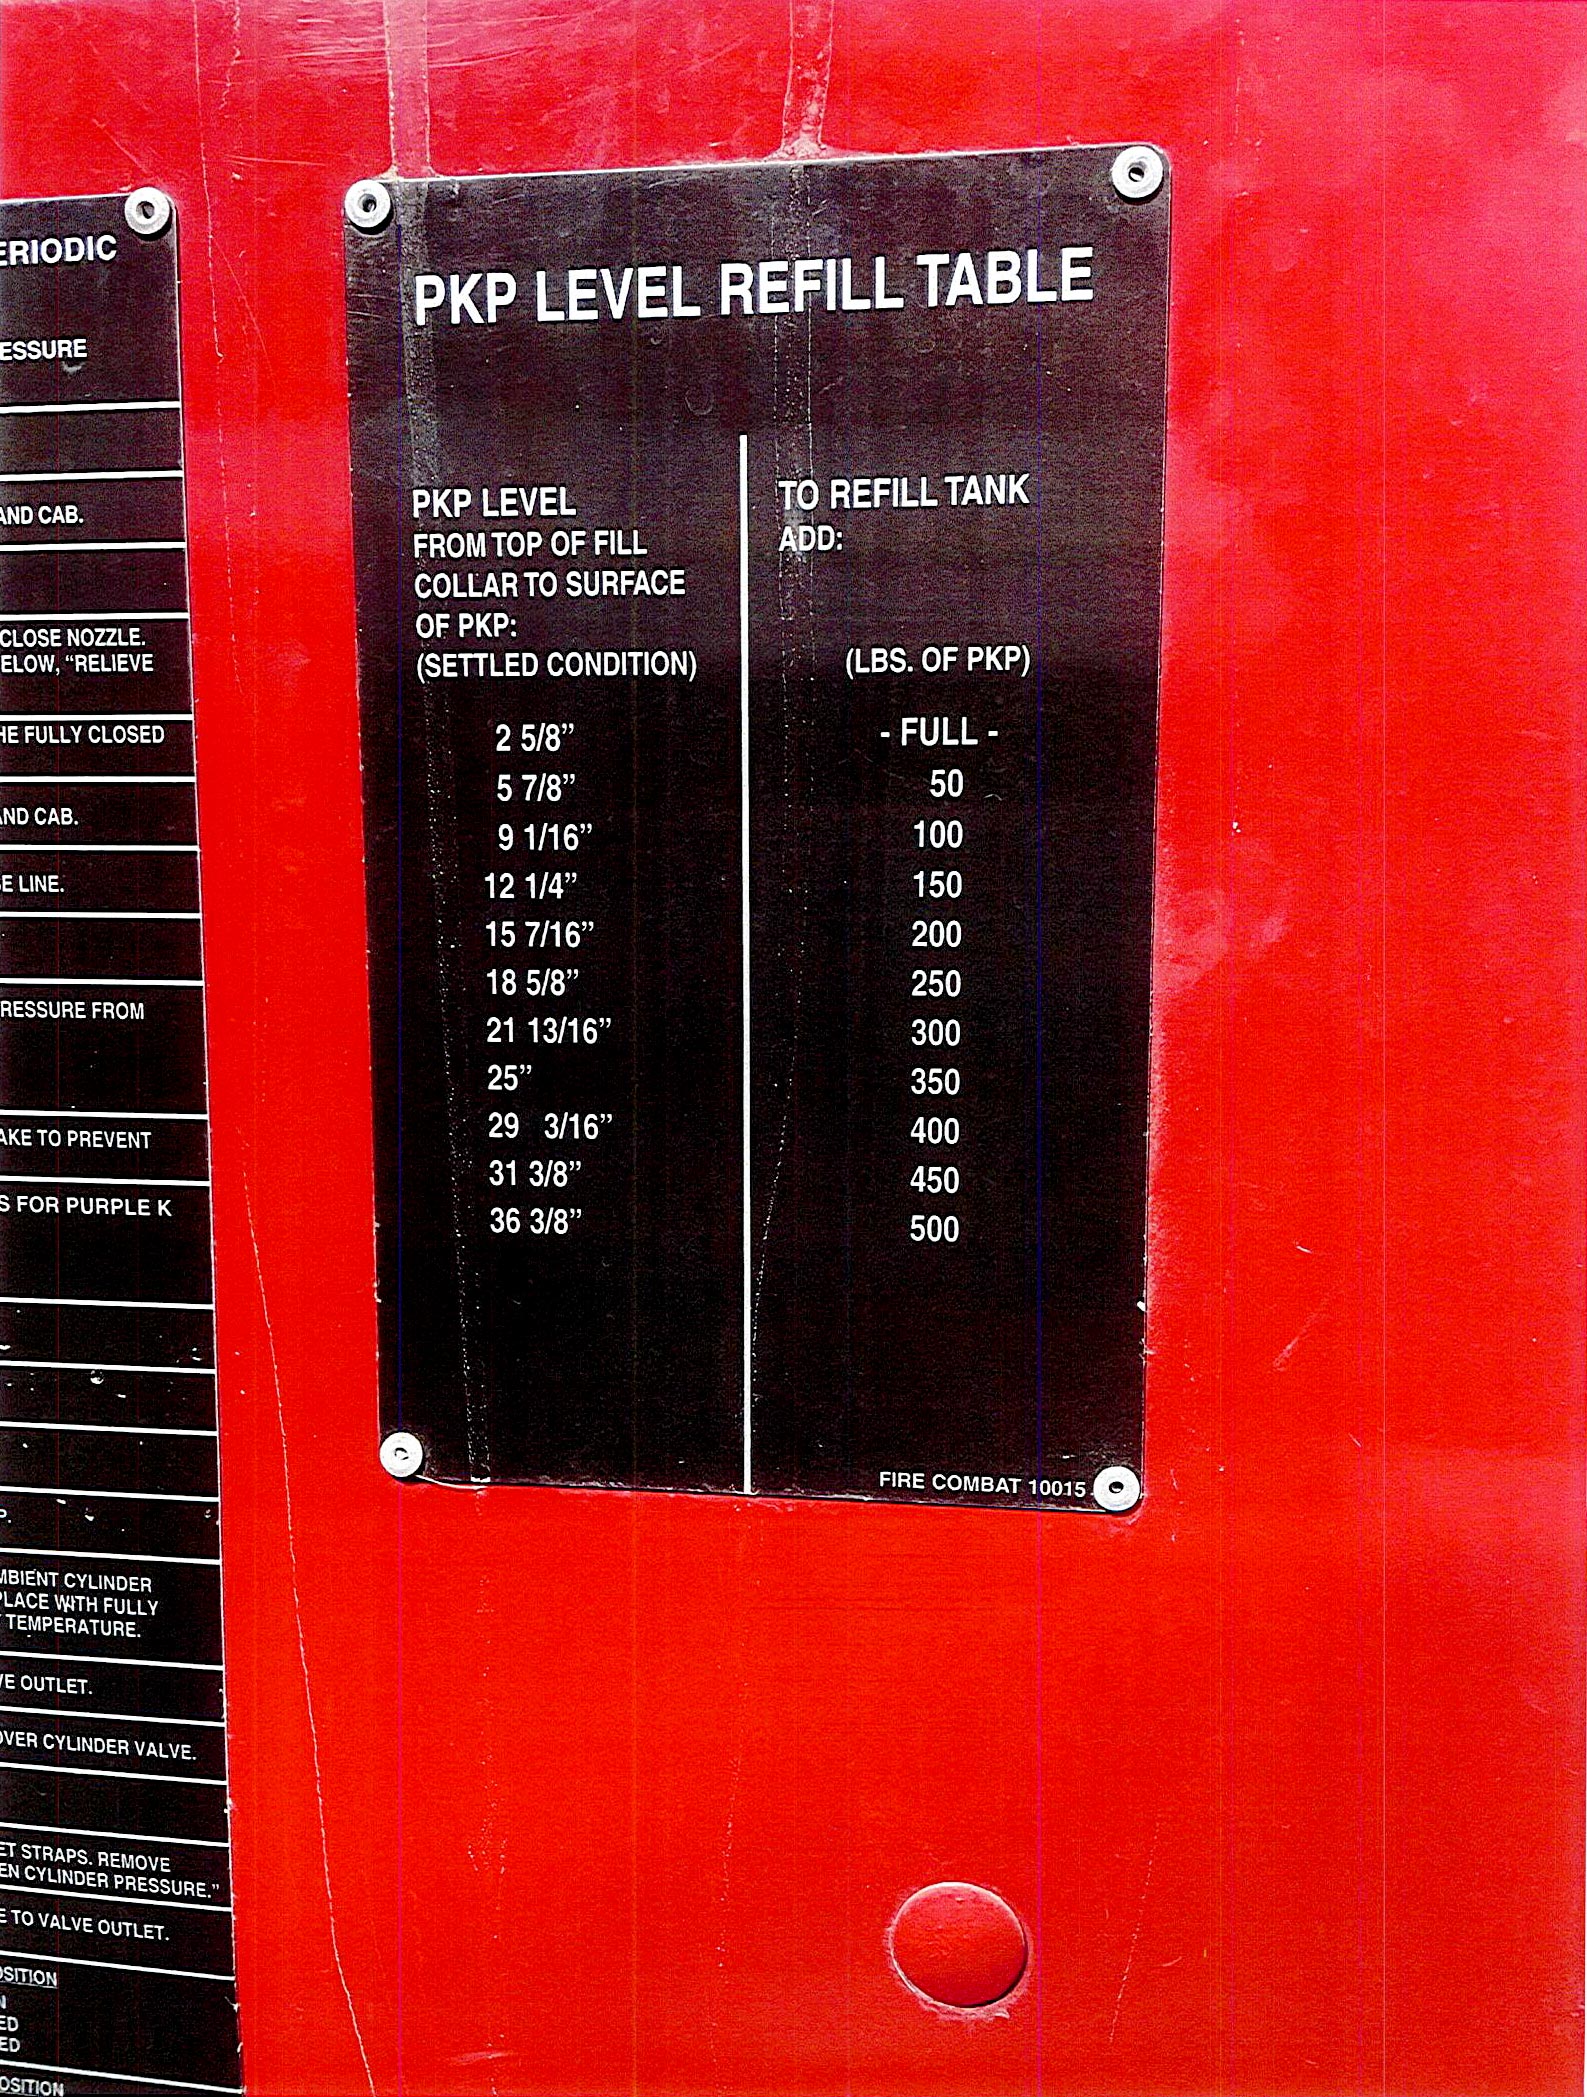 ERIODIC
ESSURE
AND CAB.
CLOSE NOZZLE.
ELOW, “RELIEVE
HE FULLY CLOSED
AND CAB.
E LINE.
RESSURE FROM
AKE TO PREVENT
S FOR PURPLE K
P.
MBIENT CYLINDER
PLACE WITH FULLY
TEMPERATURE.
VE OUTLET.
OVER CYLINDER VALVE.
ET STRAPS. REMOVE
EN CYLINDER PRESSURE.”
E TO VALVE OUTLET.
OSITION
N
ED
ED
OSITION
PKP LEVEL REFILL TABLE
PKP LEVEL
FROM TOP OF FILL
COLLAR TO SURFACE
OF PKP:
(SETTLED CONDITION)
TO REFILL TANK
ADD:
(LBS. OF PKP)
2 5/8” - FULL -
5 7/8” 50
9 1/16” 100
12 1/4” 150
15 7/16” 200
18 5/8” 250
21 13/16” 300
25” 350
29 3/16” 400
31 3/8” 450
36 3/8” 500
FIRE COMBAT 10015